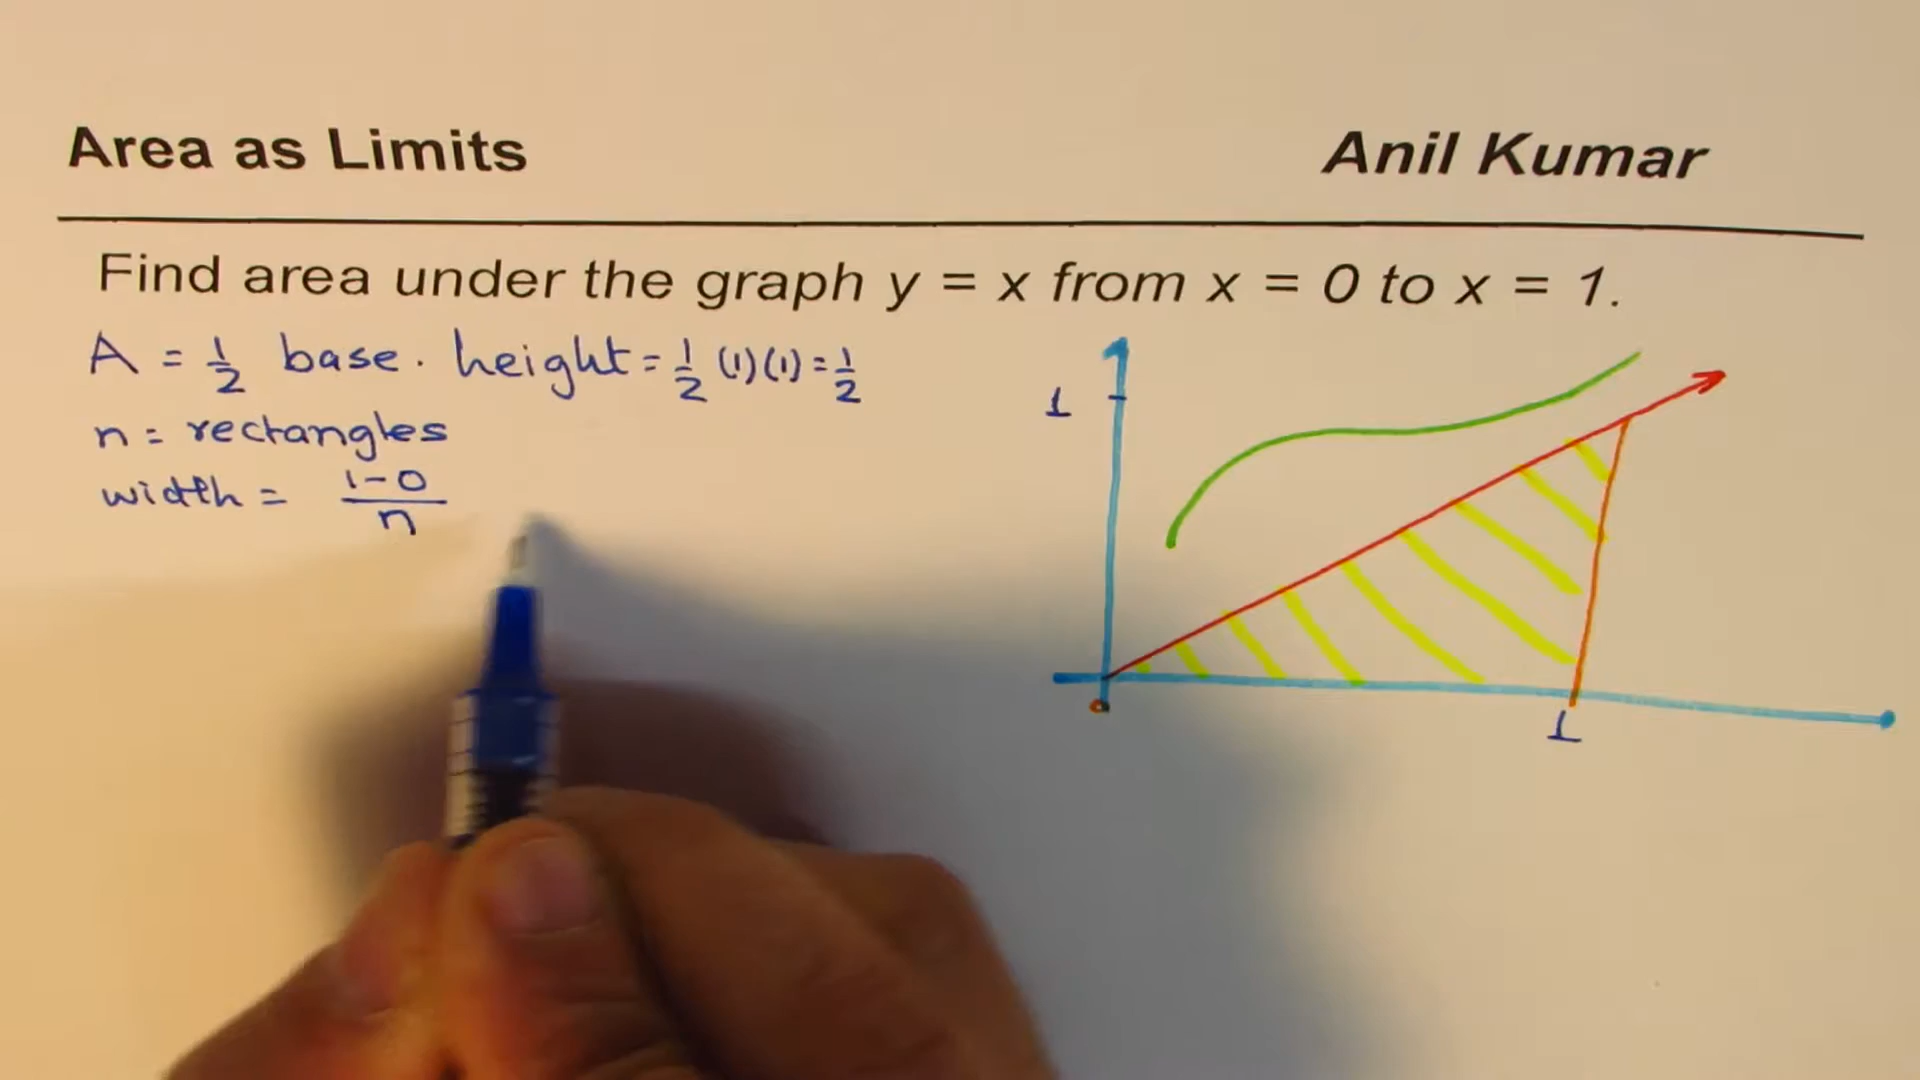 Area as Limits
Anil Kumar
Find area under the graph y = x from x = 0 to x = 1.
A = 1/2 base . height = 1/2 (1)(1) = 1/2
n = rectangles
width = 1-0/n
1
0
1